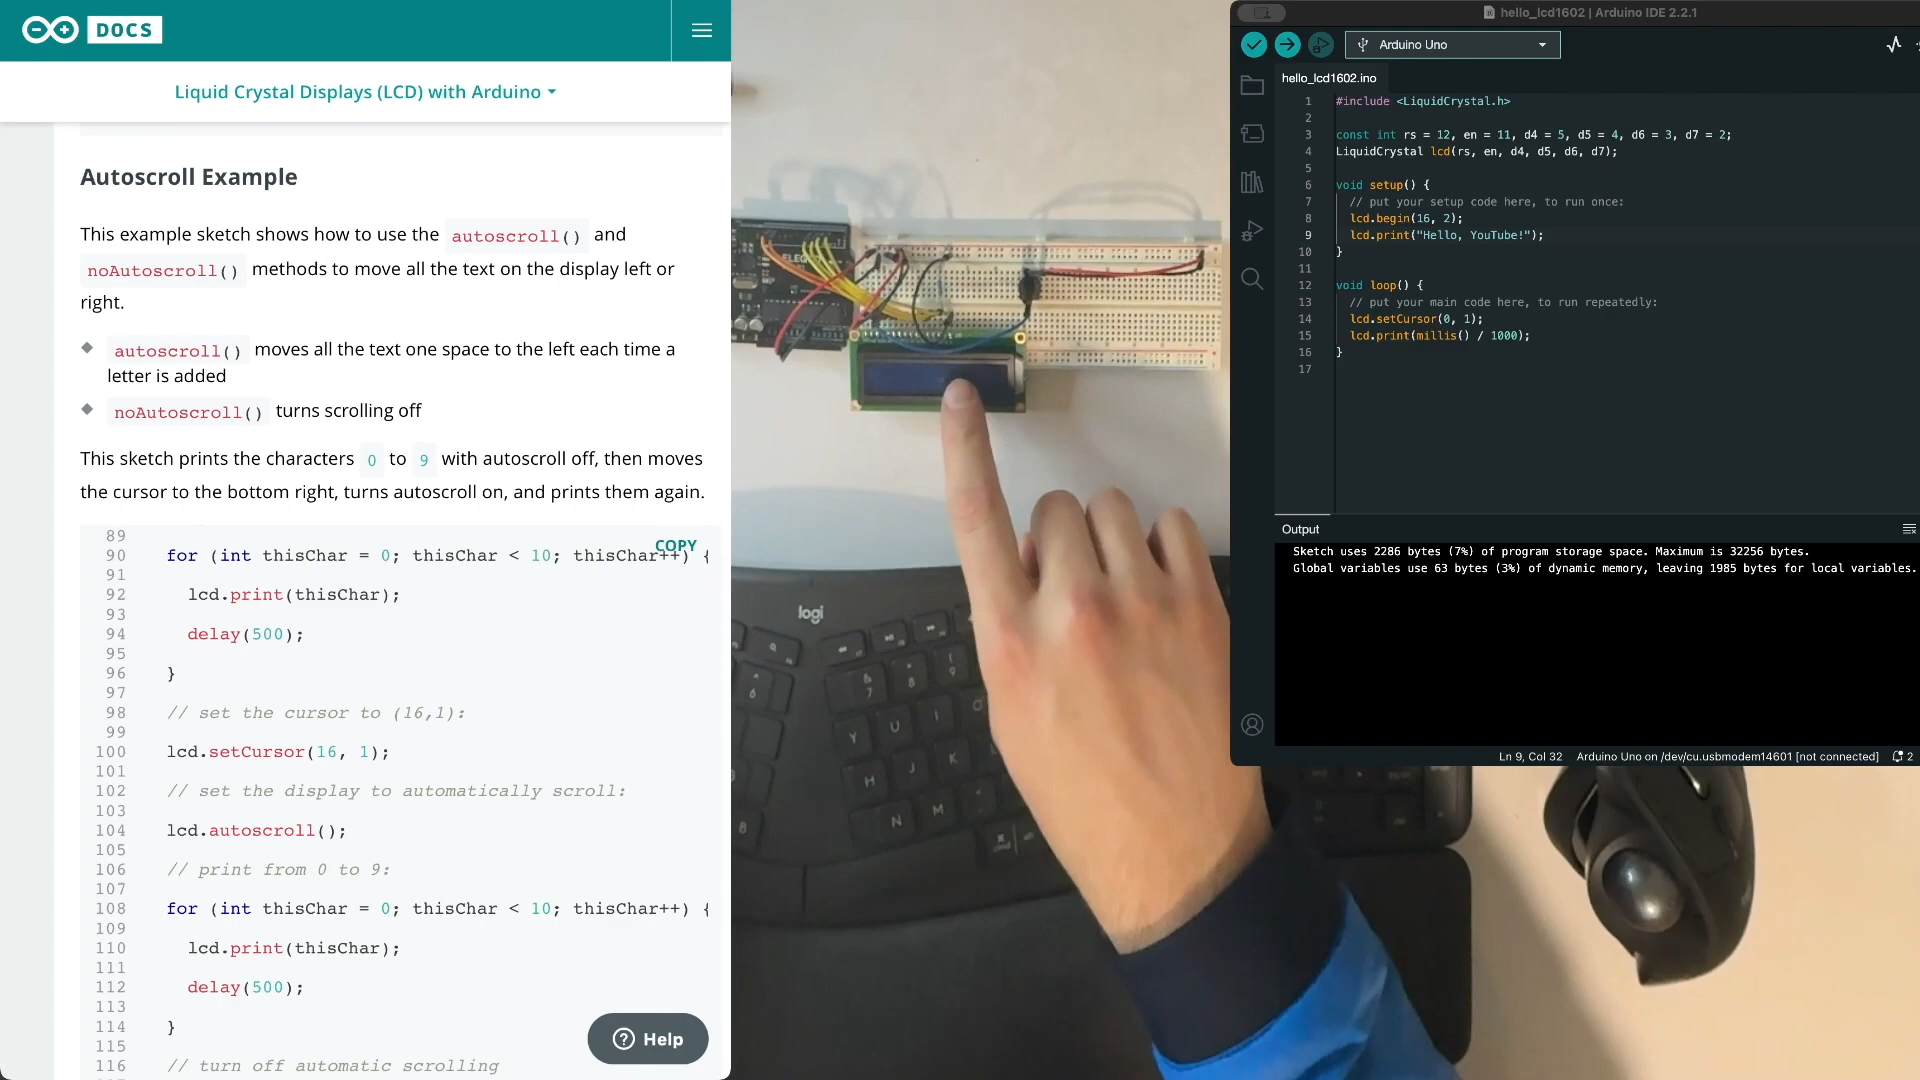 DOCS
Liquid Crystal Displays (LCD) with Arduino
Autoscroll Example
This example sketch shows how to use the autoscroll() and
noAutoscroll() methods to move all the text on the display left or
right.
autoscroll() moves all the text one space to the left each time a
letter is added
noAutoscroll() turns scrolling off
This sketch prints the characters 0 to 9 with autoscroll off, then moves
the cursor to the bottom right, turns autoscroll on, and prints them again.
COPY
89
90 for (int thisChar = 0; thisChar < 10; thisChar++) {
91
92 lcd.print(thisChar);
93
94 delay(500);
95
96 }
97
98 // set the cursor to (16,1):
99
100 lcd.setCursor(16, 1);
101
102 // set the display to automatically scroll:
103
104 lcd.autoscroll();
105
106 // print from 0 to 9:
107
108 for (int thisChar = 0; thisChar < 10; thisChar++) {
109
110 lcd.print(thisChar);
111
112 delay(500);
113
114 }
115
116 // turn off automatic scrolling
Help
logi
Y U I
H J K
N M
hello_lcd1602 | Arduino IDE 2.2.1
Arduino Uno
hello_lcd1602.ino
1 #include <LiquidCrystal.h>
2
3 const int rs = 12, en = 11, d4 = 5, d5 = 4, d6 = 3, d7 = 2;
4 LiquidCrystal lcd(rs, en, d4, d5, d6, d7);
5
6 void setup() {
7 // put your setup code here, to run once:
8 lcd.begin(16, 2);
9 lcd.print("Hello, YouTube!");
10 }
11
12 void loop() {
13 // put your main code here, to run repeatedly:
14 lcd.setCursor(0, 1);
15 lcd.print(millis() / 1000);
16 }
17
Output
Sketch uses 2286 bytes (7%) of program storage space. Maximum is 32256 bytes.
Global variables use 63 bytes (3%) of dynamic memory, leaving 1985 bytes for local variables.
Ln 9, Col 32 Arduino Uno on /dev/cu.usbmodem14601 [not connected] 2